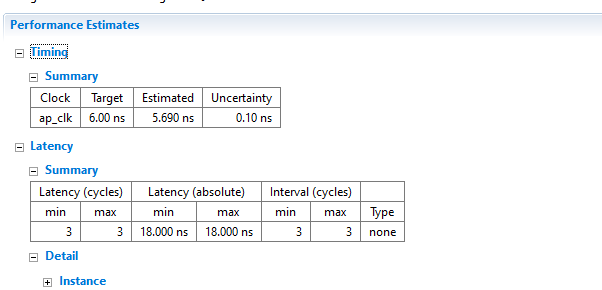 Performance Estimates
Timing
Summary
Clock Target Estimated Uncertainty
ap_clk 6.00 ns 5.690 ns 0.10 ns
Latency
Summary
Latency (cycles) Latency (absolute) Interval (cycles)
min max min max min max Type
3 3 18.000 ns 18.000 ns 3 3 none
Detail
Instance